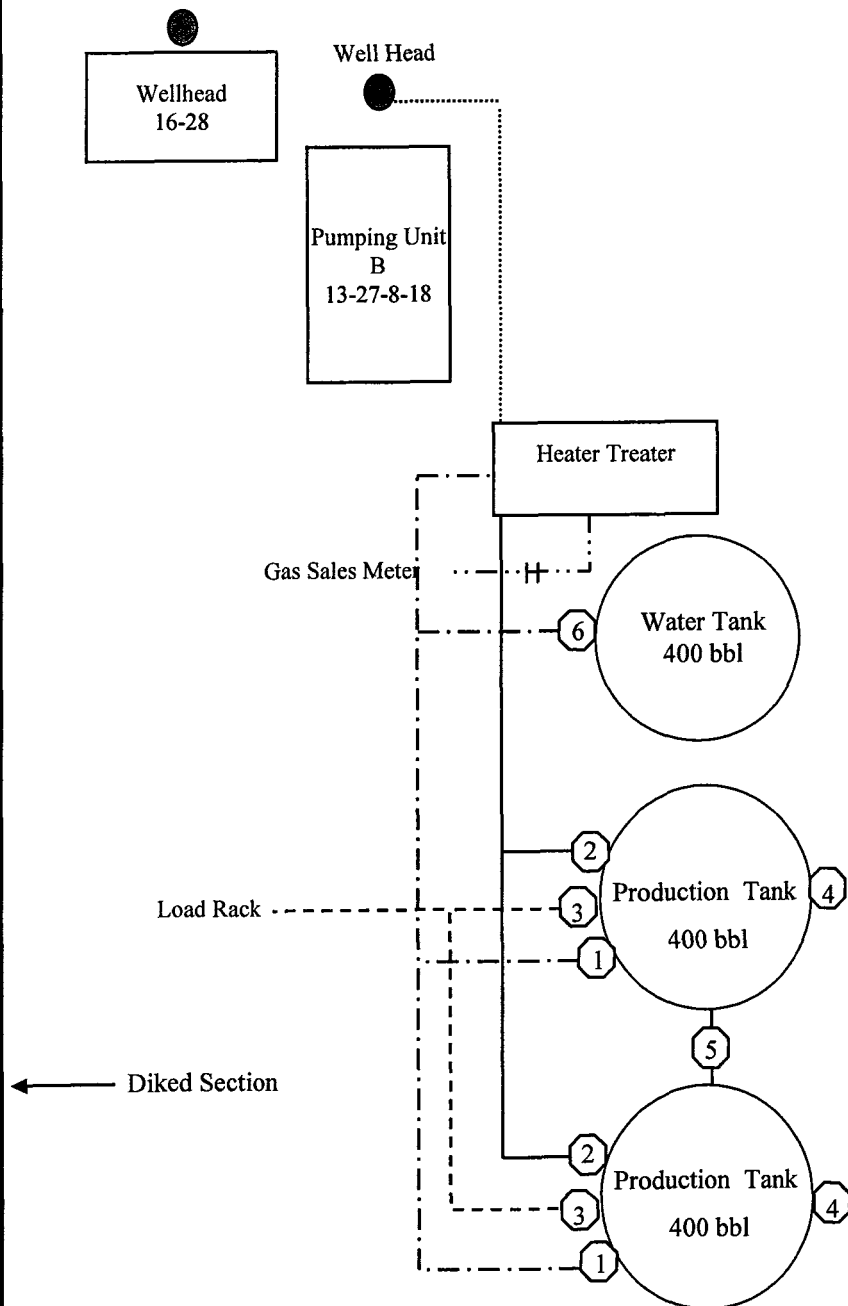 Well Head
Wellhead
16-28
Pumping Unit
B
13-27-8-18
Heater Treater
Gas Sales Meter
6
Water Tank
400 bbl
2
Production Tank
4
Load Rack
3
400 bbl
1
5
Diked Section
2
Production Tank
4
3
400 bbl
1